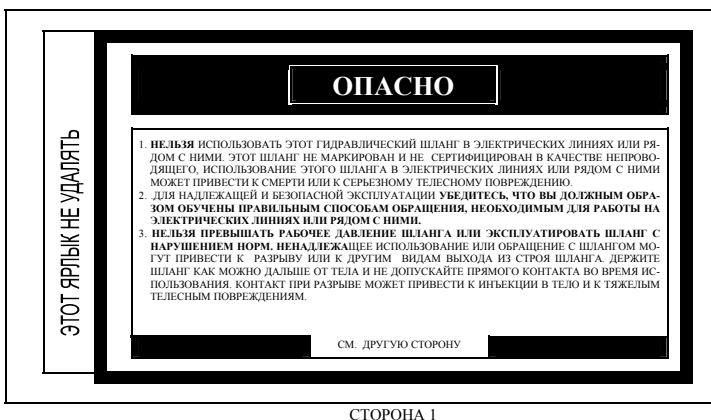 ЭТОТ ЯРЛЫК НЕ УДАЛЯТЬ
ОПАСНО
1. НЕЛЬЗЯ ИСПОЛЬЗОВАТЬ ЭТОТ ГИДРАВЛИЧЕСКИЙ ШЛАНГ В ЭЛЕКТРИЧЕСКИХ ЛИНИЯХ ИЛИ РЯ-
ДОМ С НИМИ. ЭТОТ ШЛАНГ НЕ МАРКИРОВАН И НЕ СЕРТИФИЦИРОВАН В КАЧЕСТВЕ НЕПРОВО-
ДЯЩЕГО, ИСПОЛЬЗОВАНИЕ ЭТОГО ШЛАНГА В ЭЛЕКТРИЧЕСКИХ ЛИНИЯХ ИЛИ РЯДОМ С НИМИ
МОЖЕТ ПРИВЕСТИ К СМЕРТИ ИЛИ К СЕРЬЕЗНОМУ ТЕЛЕСНОМУ ПОВРЕЖДЕНИЮ.
2. .ДЛЯ НАДЛЕЖАЩЕЙ И БЕЗОПАСНОЙ ЭКСПЛУАТАЦИИ УБЕДИТЕСЬ, ЧТО ВЫ ДОЛЖНЫМ ОБРА-
ЗОМ ОБУЧЕНЫ ПРАВИЛЬНЫМ СПОСОБАМ ОБРАЩЕНИЯ, НЕОБХОДИМЫМ ДЛЯ РАБОТЫ НА
ЭЛЕКТРИЧЕСКИХ ЛИНИЯХ ИЛИ РЯДОМ С НИМИ.
3. НЕЛЬЗЯ ПРЕВЫШАТЬ РАБОЧЕЕ ДАВЛЕНИЕ ШЛАНГА ИЛИ ЭКСПЛУАТИРОВАТЬ ШЛАНГ С
НАРУШЕНИЕМ НОРМ. НЕНАДЛЕЖАЩЕЕ ИСПОЛЬЗОВАНИЕ ИЛИ ОБРАЩЕНИЕ С ШЛАНГОМ МО-
ГУТ ПРИВЕСТИ К РАЗРЫВУ ИЛИ К ДРУГИМ ВИДАМ ВЫХОДА ИЗ СТРОЯ ШЛАНГА. ДЕРЖИТЕ
ШЛАНГ КАК МОЖНО ДАЛЬШЕ ОТ ТЕЛА И НЕ ДОПУСКАЙТЕ ПРЯМОГО КОНТАКТА ВО ВРЕМЯ ИС-
ПОЛЬЗОВАНИЯ. КОНТАКТ ПРИ РАЗРЫВЕ МОЖЕТ ПРИВЕСТИ К ИНЪЕКЦИИ В ТЕЛО И К ТЯЖЕЛЫМ
ТЕЛЕСНЫМ ПОВРЕЖДЕНИЯМ.
СМ. ДРУГУЮ СТОРОНУ
СТОРОНА 1